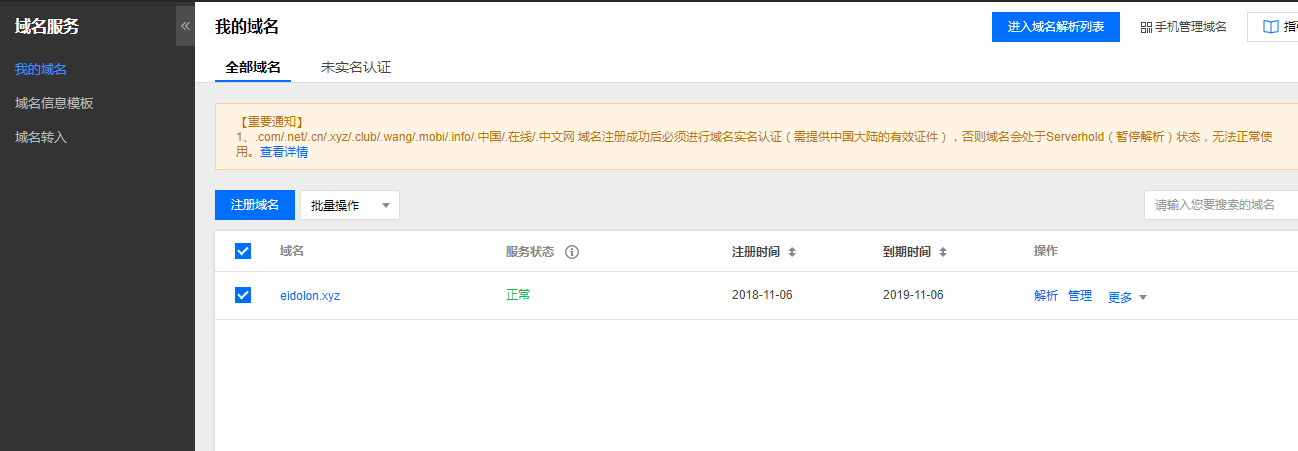 域名服务
我的域名
域名信息模板
域名转入
我的域名
进入域名解析列表
手机管理域名
全部域名
未实名认证
【重要通知】
1、.com/.net/.cn/.xyz/.club/.wang/.mobi/.info/.中国/.在线/.中文网 域名注册成功后必须进行域名实名认证（需提供中国大陆的有效证件），否则域名会处于Serverhold（暂停解析）状态，无法正常使
用。查看详情
注册域名
批量操作
请输入您要搜索的域名
域名 服务状态 注册时间 到期时间 操作
eidolon.xyz 正常 2018-11-06 2019-11-06 解析 管理 更多